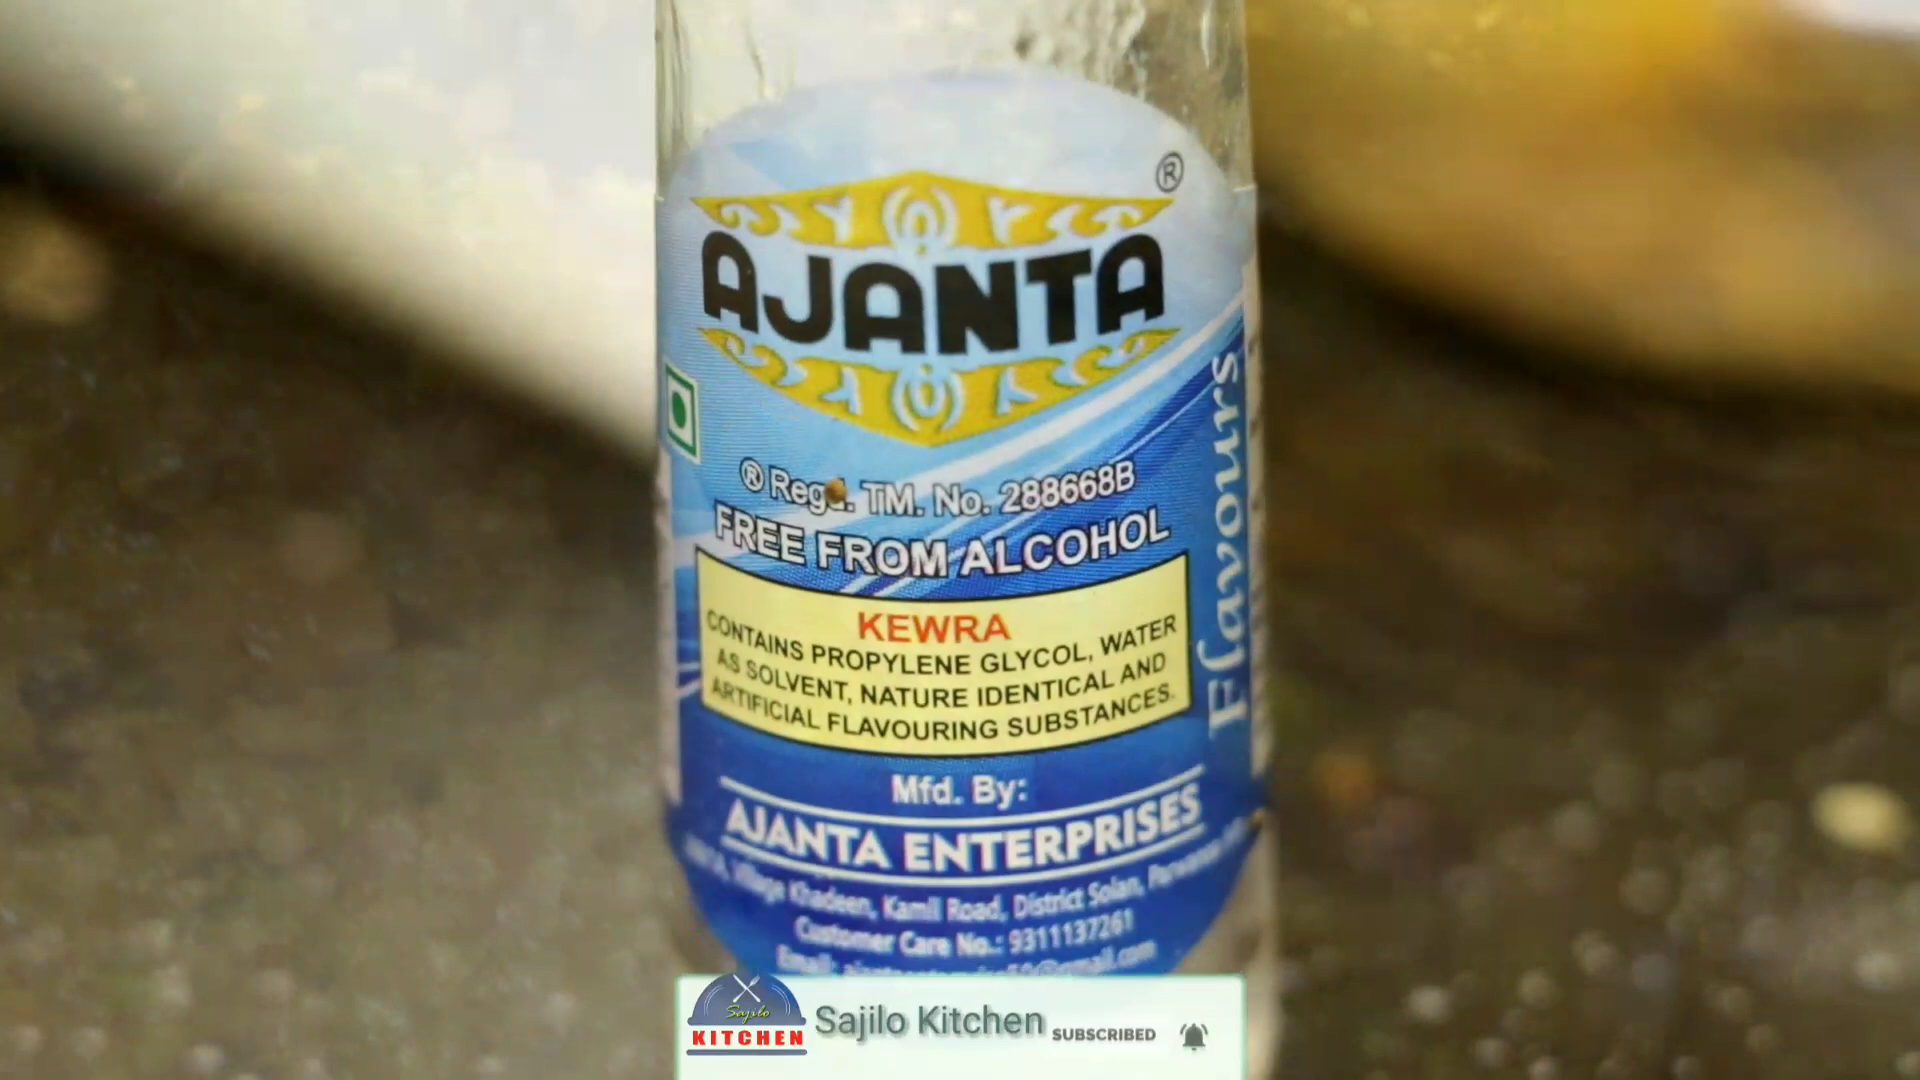 ®
AJANTA
® Regd. TM. No. 288668B
FREE FROM ALCOHOL
KEWRA
CONTAINS PROPYLENE GLYCOL, WATER
AS SOLVENT, NATURE IDENTICAL AND
ARTIFICIAL FLAVOURING SUBSTANCES.
Flavours
Mfd. By:
AJANTA ENTERPRISES
Village Khadeen, Kamli Road, District Solan,
Customer Care No.: 9311137261
Email:
Sajilo
KITCHEN
Sajilo Kitchen
SUBSCRIBED